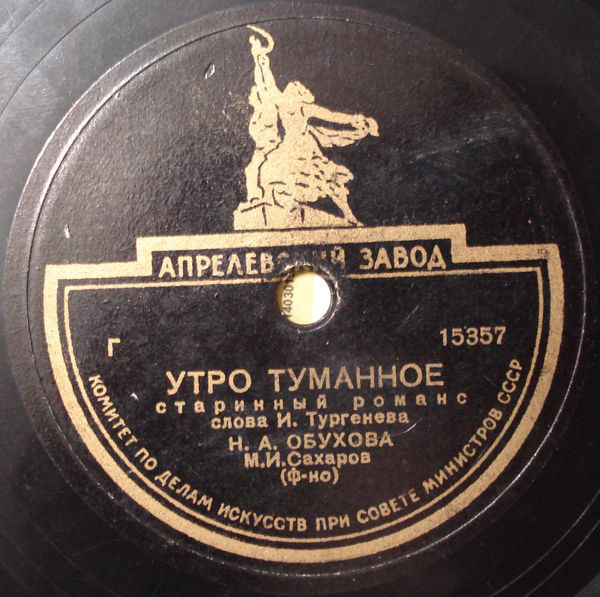 АПРЕЛЕВСКИЙ ЗАВОД
Г 15357
УТРО ТУМАННОЕ
старинный романс
слова И. Тургенева
Н. А. ОБУХОВА
М.И.Сахаров
(ф-но)
КОМИТЕТ ПО ДЕЛАМ ИСКУССТВ ПРИ СОВЕТЕ МИНИСТРОВ СССР